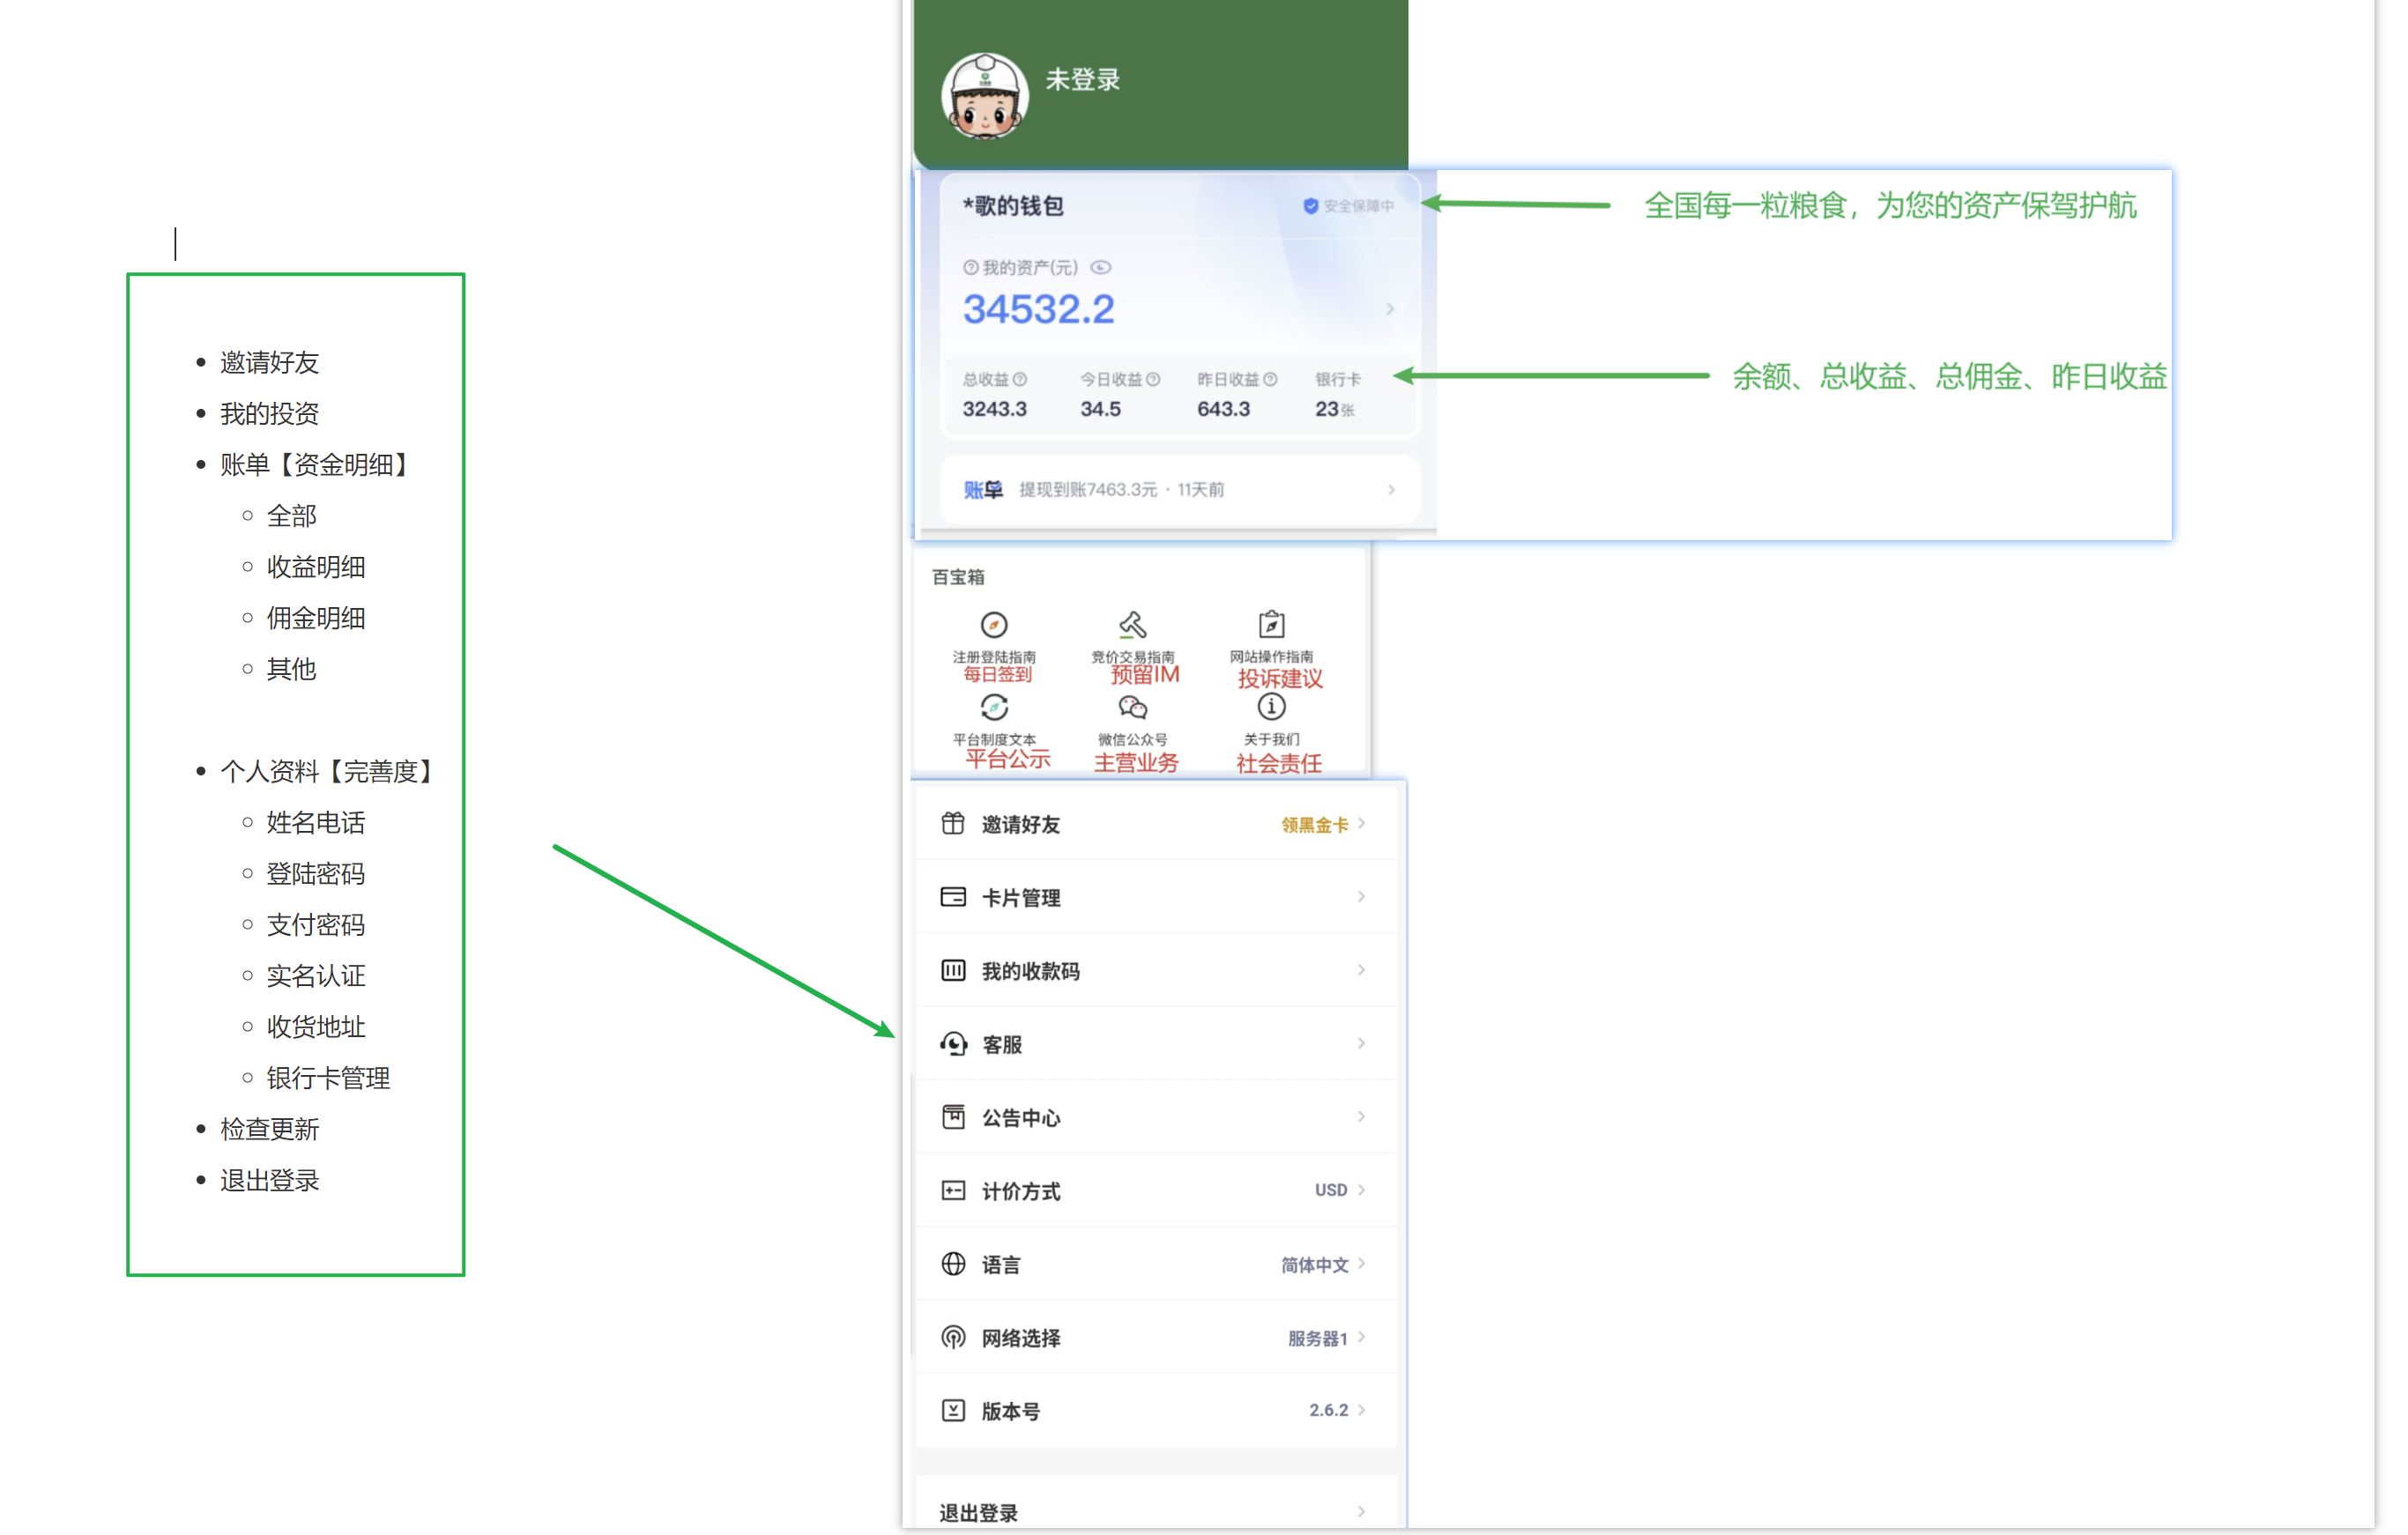 邀请好友
我的投资
账单【资金明细】
全部
收益明细
佣金明细
其他
个人资料【完善度】
姓名电话
登陆密码
支付密码
实名认证
收货地址
银行卡管理
检查更新
退出登录
未登录
*歌的钱包 安全保障中
全国每一粒粮食，为您的资产保驾护航
我的资产(元)
34532.2
总收益 今日收益 昨日收益 银行卡
3243.3 34.5 643.3 23张
余额、总收益、总佣金、昨日收益
账单 提现到账7463.3元 · 11天前
百宝箱
注册登陆指南 竞价交易指南 网站操作指南
每日签到 预留IM 投诉建议
平台制度文本 微信公众号 关于我们
平台公示 主营业务 社会责任
邀请好友 领黑金卡
卡片管理
我的收款码
客服
公告中心
计价方式 USD
语言 简体中文
网络选择 服务器1
版本号 2.6.2
退出登录